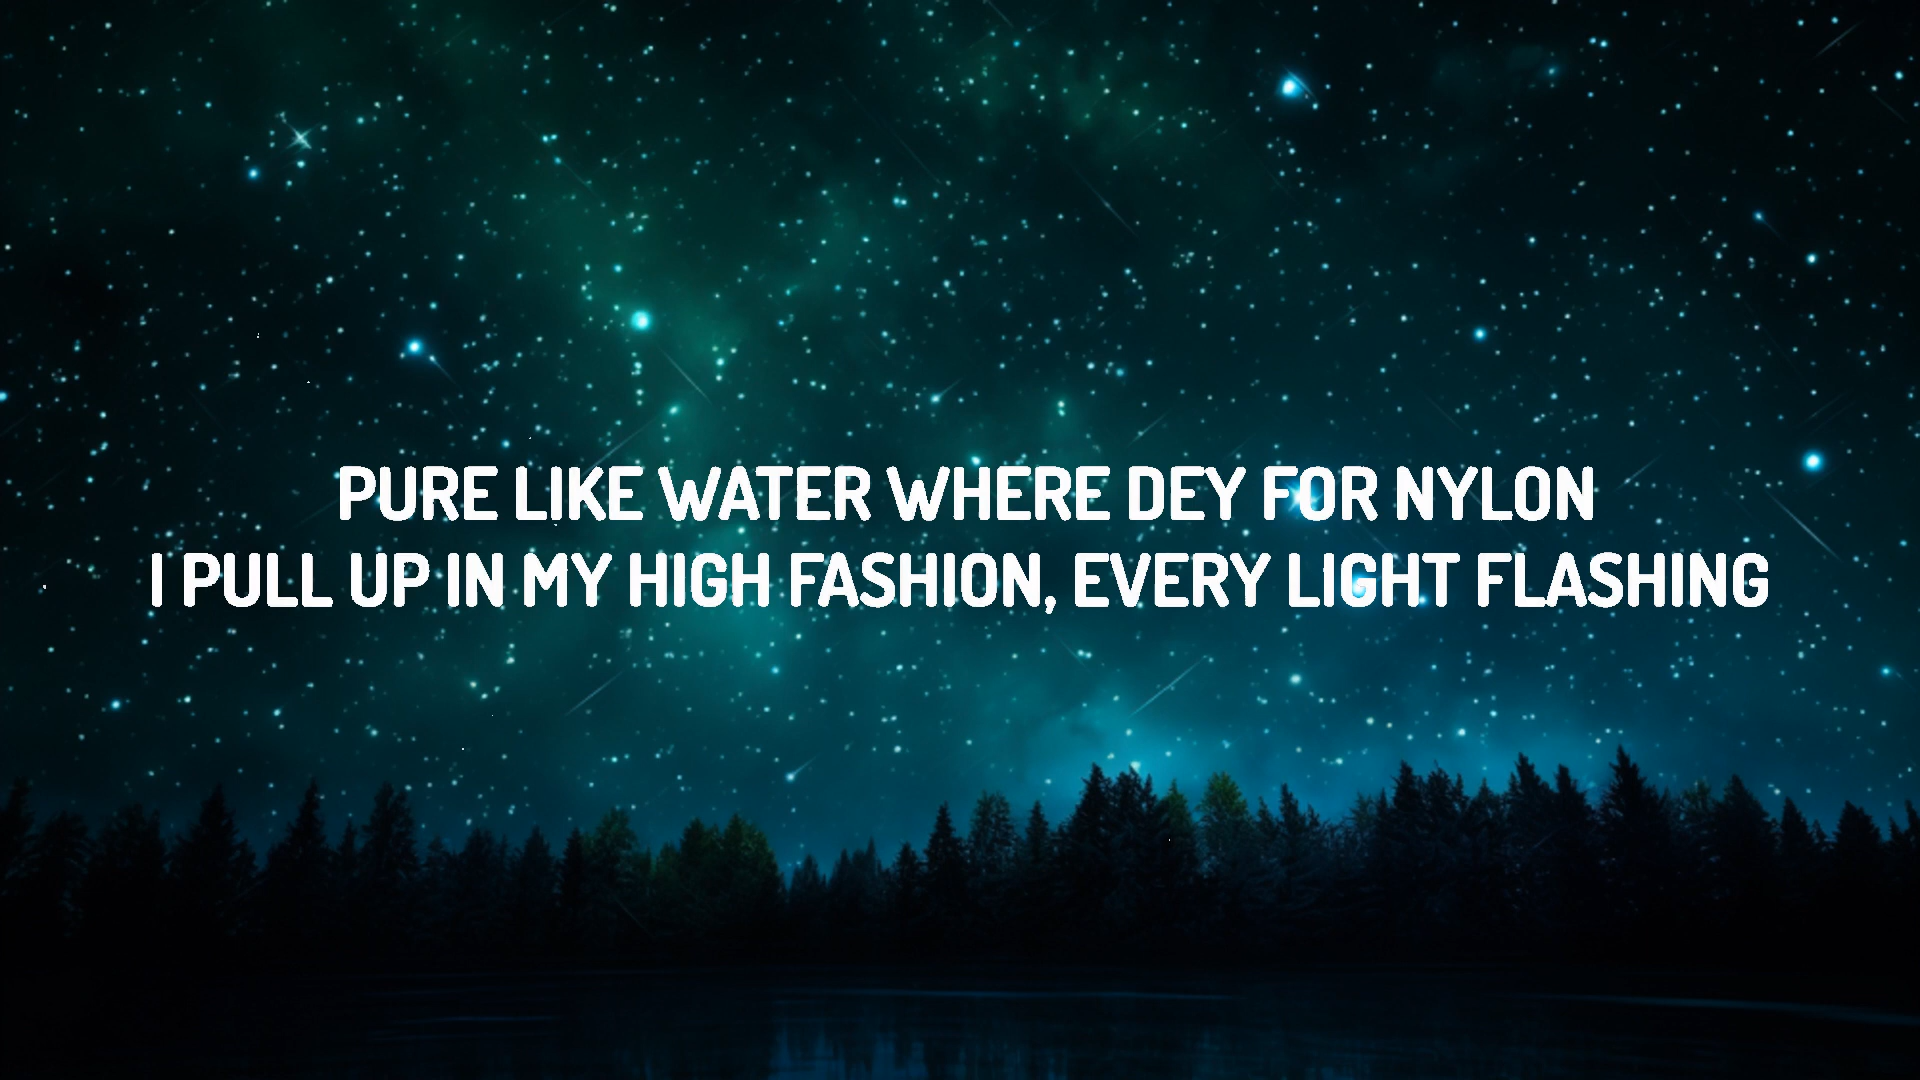 PURE LIKE WATER WHERE DEY FOR NYLON
I PULL UP IN MY HIGH FASHION, EVERY LIGHT FLASHING